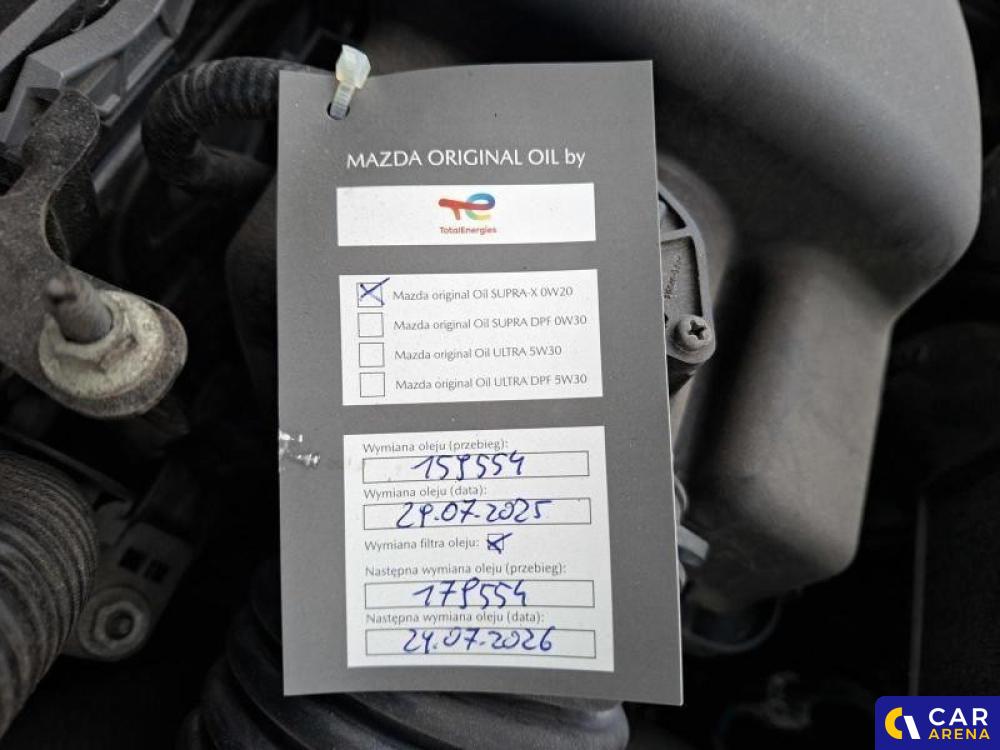 MAZDA ORIGINAL OIL by
TotalEnergies
Mazda original Oil SUPRA-X 0W20
Mazda original Oil SUPRA DPF 0W30
Mazda original Oil ULTRA 5W30
Mazda original Oil ULTRA DPF 5W30
Wymiana oleju (przebieg):
159554
Wymiana oleju (data):
24.07.2025
Wymiana filtra oleju:
Następna wymiana oleju (przebieg):
179554
Następna wymiana oleju (data):
24.07.2026
CAR
ARENA